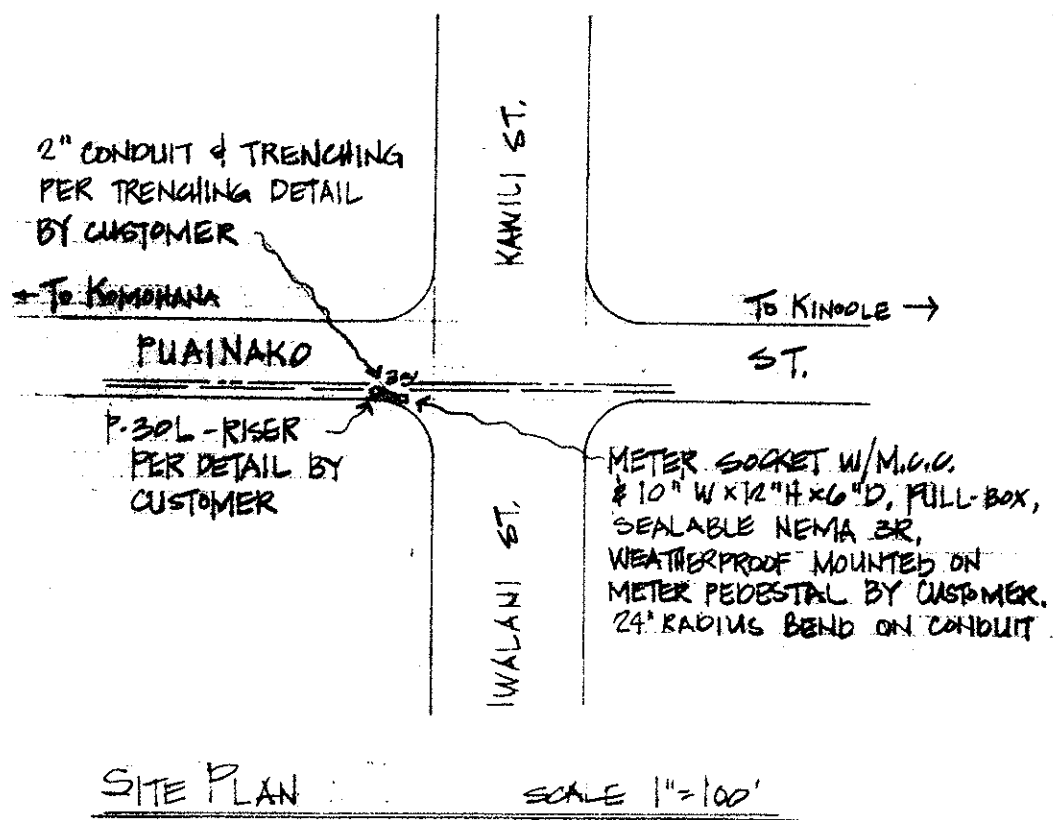 2" CONDUIT & TRENCHING
PER TRENCHING DETAIL
BY CUSTOMER
← TO KOMOHANA
KAWILI ST.
TO KINOOLE →
PUAINAKO
ST.
P.30L - RISER
PER DETAIL BY
CUSTOMER
METER SOCKET W/M.C.C.
& 10" W x 12" H x 6" D, PULL-BOX,
SEALABLE NEMA 3R,
WEATHERPROOF MOUNTED ON
METER PEDESTAL BY CUSTOMER.
24" RADIUS BEND ON CONDUIT
IWALANI ST.
SITE PLAN
SCALE 1"=100'